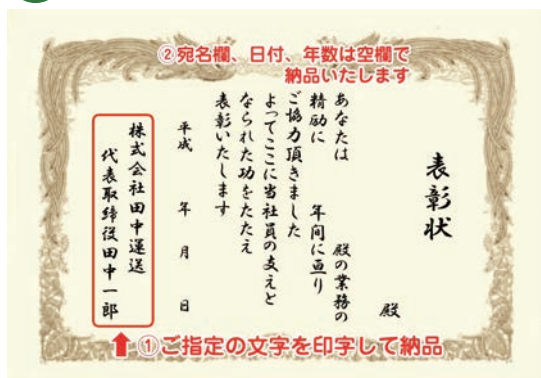 ②宛名欄、日付、年数は空欄で
納品いたします
表彰状
殿
あなたは 殿の業務の
精励に 年間に亘り
ご協力頂きました
よってここに当社員の支えと
なられた功をたたえ
表彰いたします
平成 年 月 日
株式会社田中運送
代表取締役田中一郎
①ご指定の文字を印字して納品